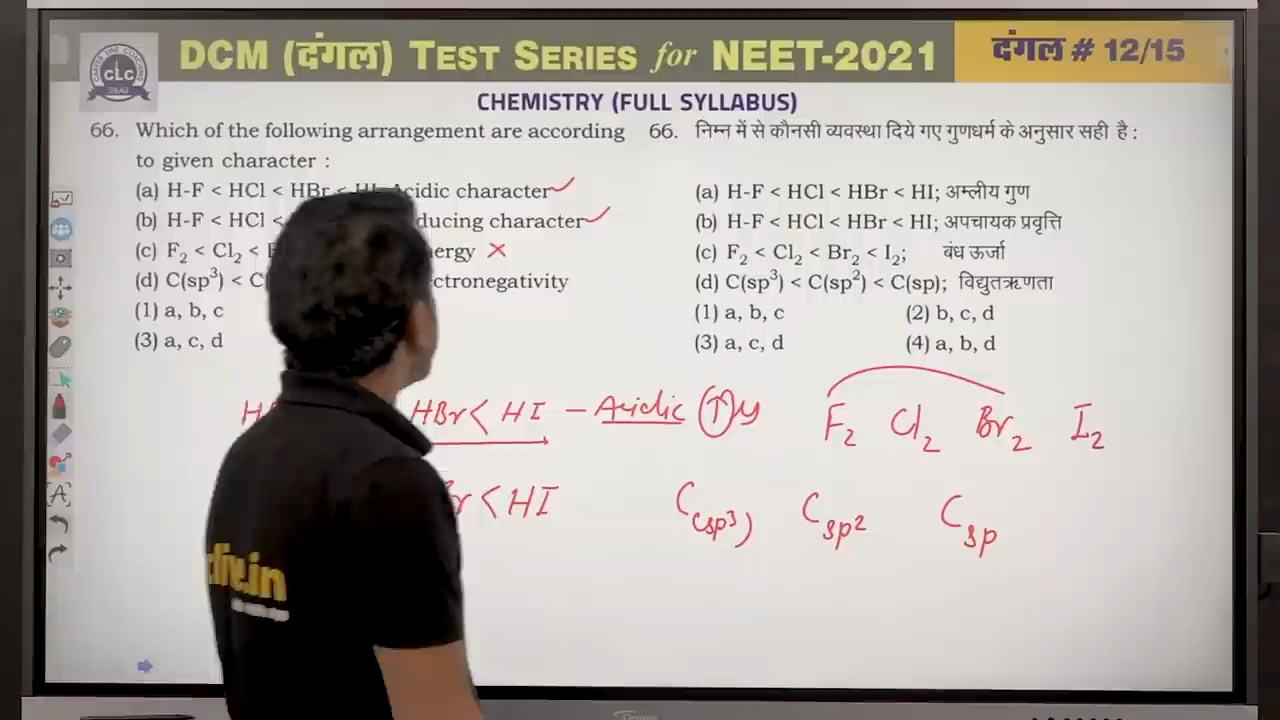 DCM (दंगल) TEST SERIES for NEET-2021
दंगल # 12/15
CLC
CHEMISTRY (FULL SYLLABUS)
66. Which of the following arrangement are according
to given character :
(a) H-F < HCl < HBr < HI Acidic character ✓
(b) H-F < HCl < ducing character ✓
(c) F₂ < Cl₂ < ergy ✗
(d) C(sp³) < C( ctronegativity
(1) a, b, c
(3) a, c, d
66. निम्न में से कौनसी व्यवस्था दिये गए गुणधर्म के अनुसार सही है :
(a) H-F < HCl < HBr < HI; अम्लीय गुण
(b) H-F < HCl < HBr < HI; अपचायक प्रवृत्ति
(c) F₂ < Cl₂ < Br₂ < I₂; बंध ऊर्जा
(d) C(sp³) < C(sp²) < C(sp); विद्युतऋणता
(1) a, b, c (2) b, c, d
(3) a, c, d (4) a, b, d
HBr < HI – Acidic (↑)y
F₂ Cl₂ Br₂ I₂
r < HI
C(sp³) Csp² Csp
[A]